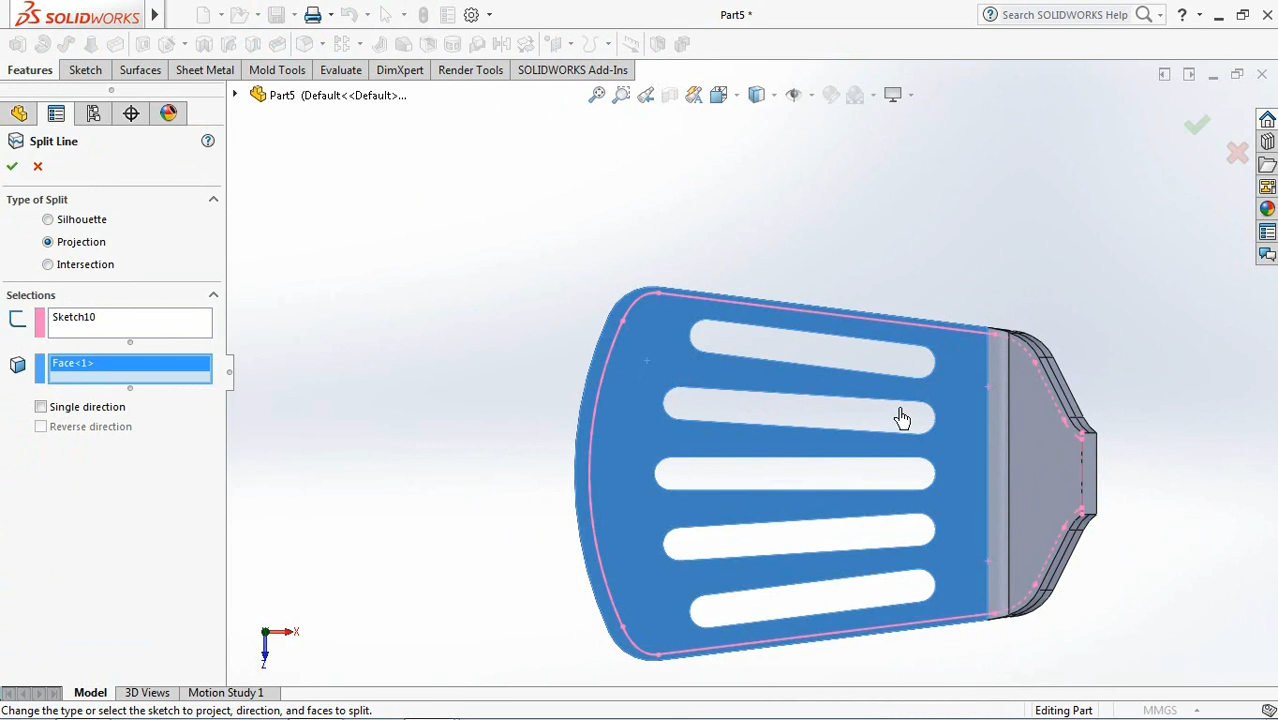 SOLIDWORKS
Part5 *
Search SOLIDWORKS Help
?
Features
Sketch
Surfaces
Sheet Metal
Mold Tools
Evaluate
DimXpert
Render Tools
SOLIDWORKS Add-Ins
Part5 (Default<<Default>...
Split Line
?
Type of Split
Silhouette
Projection
Intersection
Selections
Sketch10
Face<1>
Single direction
Reverse direction
X
Z
Model
3D Views
Motion Study 1
Change the type or select the sketch to project, direction, and faces to split.
Editing Part
MMGS